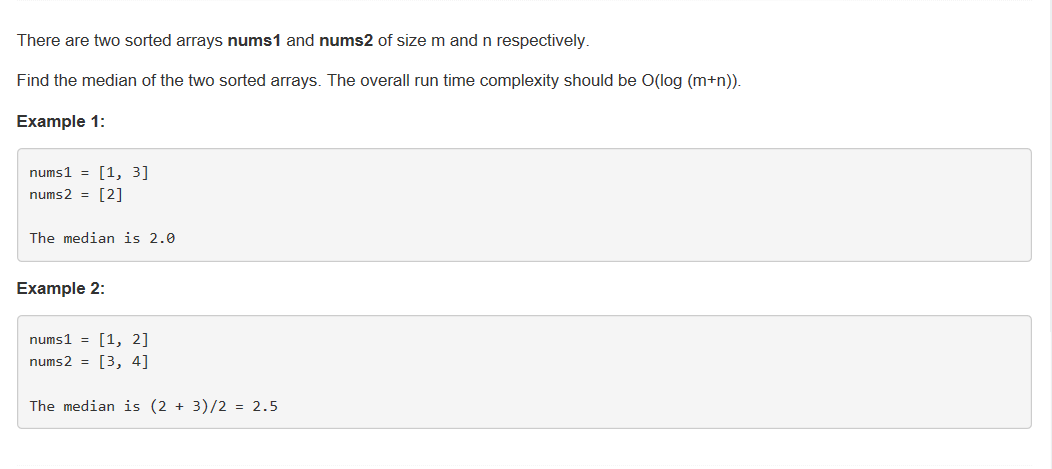 There are two sorted arrays nums1 and nums2 of size m and n respectively.
Find the median of the two sorted arrays. The overall run time complexity should be O(log (m+n)).
Example 1:
nums1 = [1, 3]
nums2 = [2]
The median is 2.0
Example 2:
nums1 = [1, 2]
nums2 = [3, 4]
The median is (2 + 3)/2 = 2.5